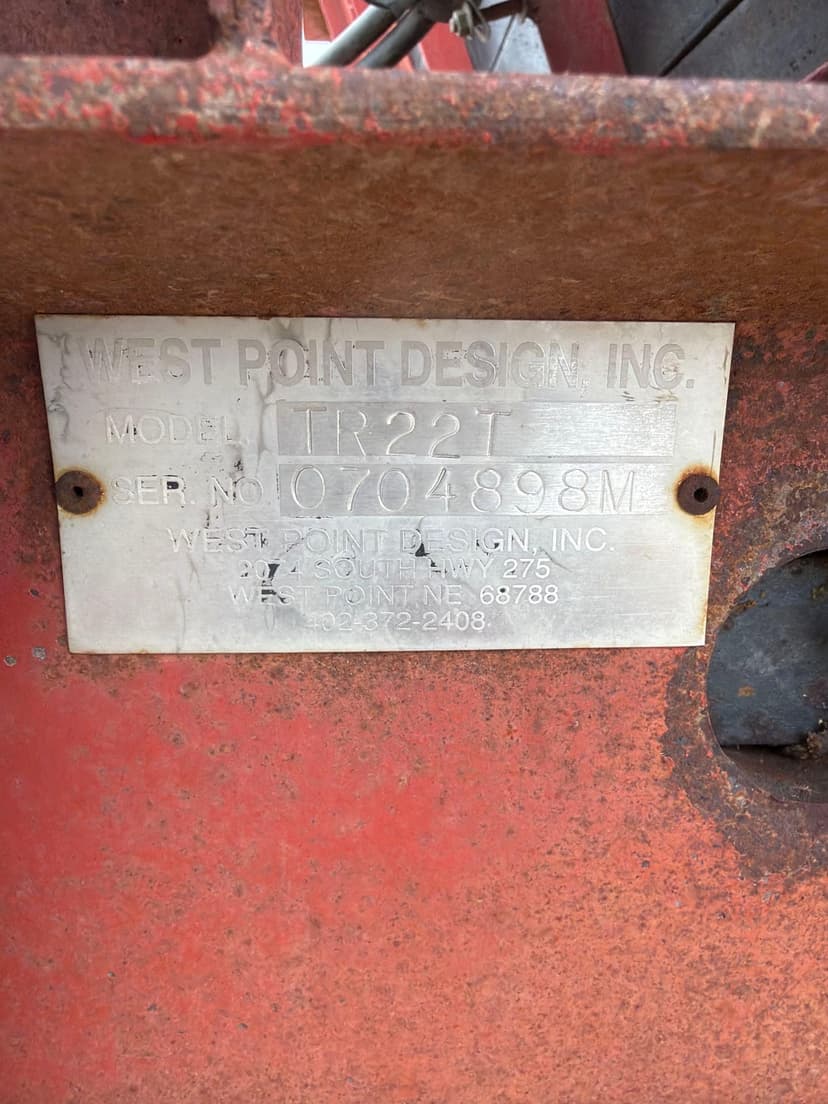 WEST POINT DESIGN, INC.
MODEL TR22T
SER. NO 0704898M
WEST POINT DESIGN, INC.
SOUTH HWY 275
WEST POINT NE 68788
402-372-2408